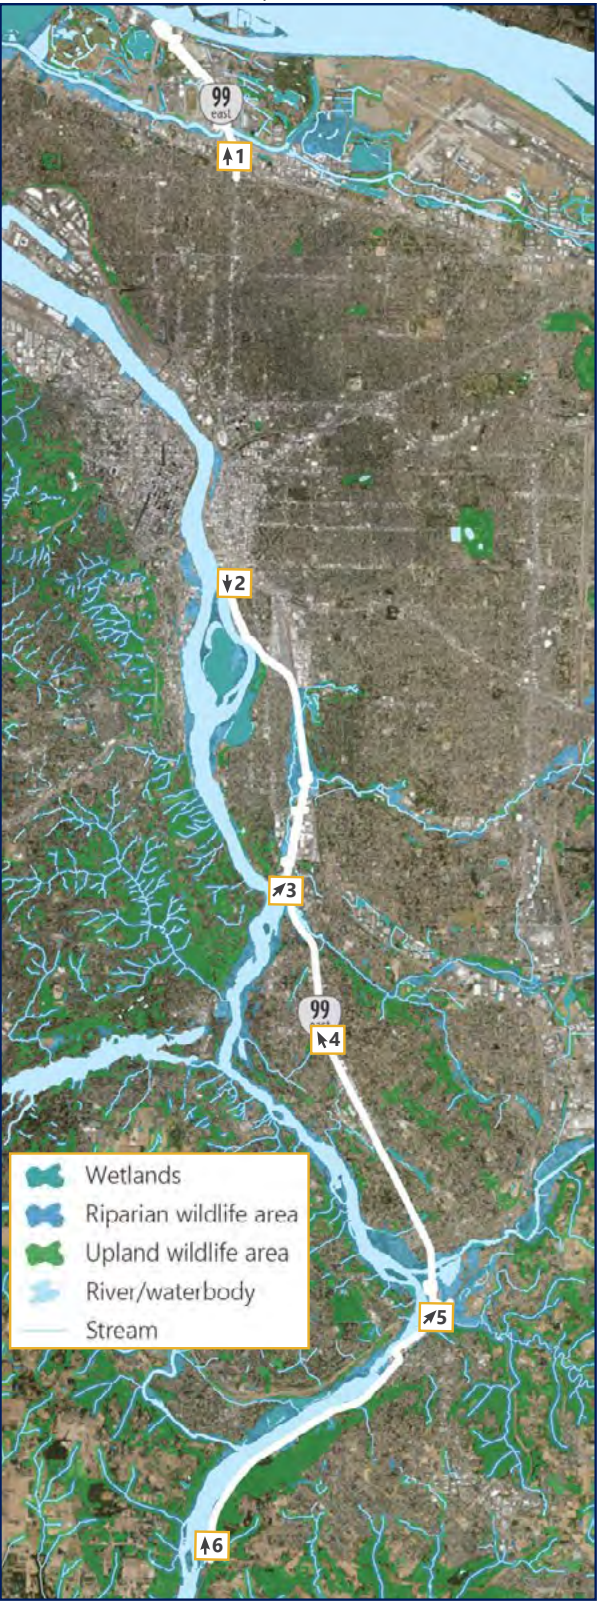 99
east
1
2
3
99
east
4
Wetlands
Riparian wildlife area
Upland wildlife area
River/waterbody
Stream
5
6